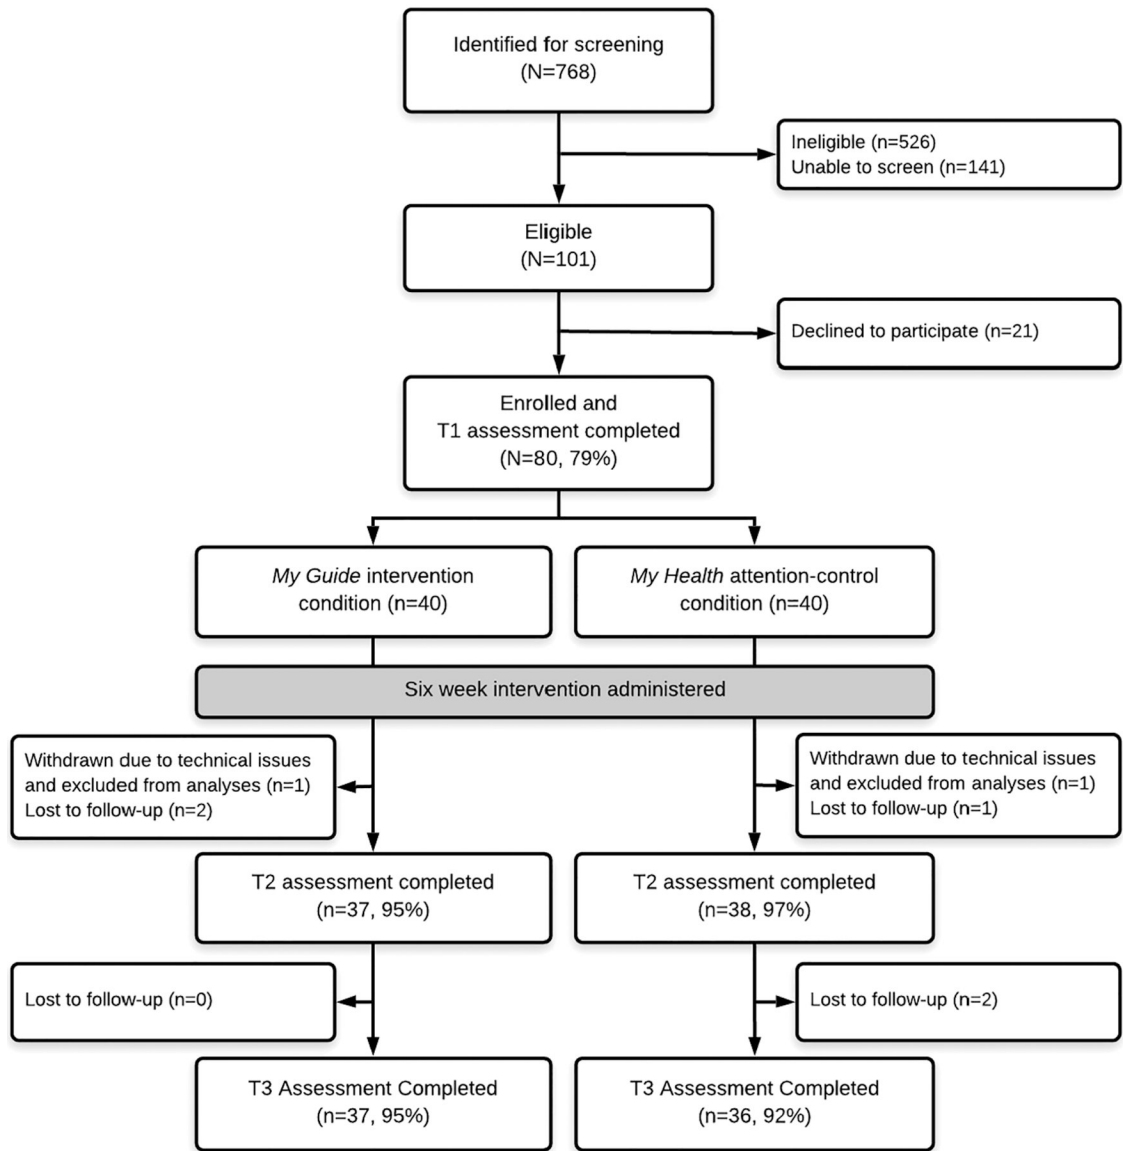 Identified for screening
(N=768)
Ineligible (n=526)
Unable to screen (n=141)
Eligible
(N=101)
Declined to participate (n=21)
Enrolled and
T1 assessment completed
(N=80, 79%)
My Guide intervention
condition (n=40)
My Health attention-control
condition (n=40)
Six week intervention administered
Withdrawn due to technical issues
and excluded from analyses (n=1)
Lost to follow-up (n=2)
Withdrawn due to technical issues
and excluded from analyses (n=1)
Lost to follow-up (n=1)
T2 assessment completed
(n=37, 95%)
T2 assessment completed
(n=38, 97%)
Lost to follow-up (n=0)
Lost to follow-up (n=2)
T3 Assessment Completed
(n=37, 95%)
T3 Assessment Completed
(n=36, 92%)